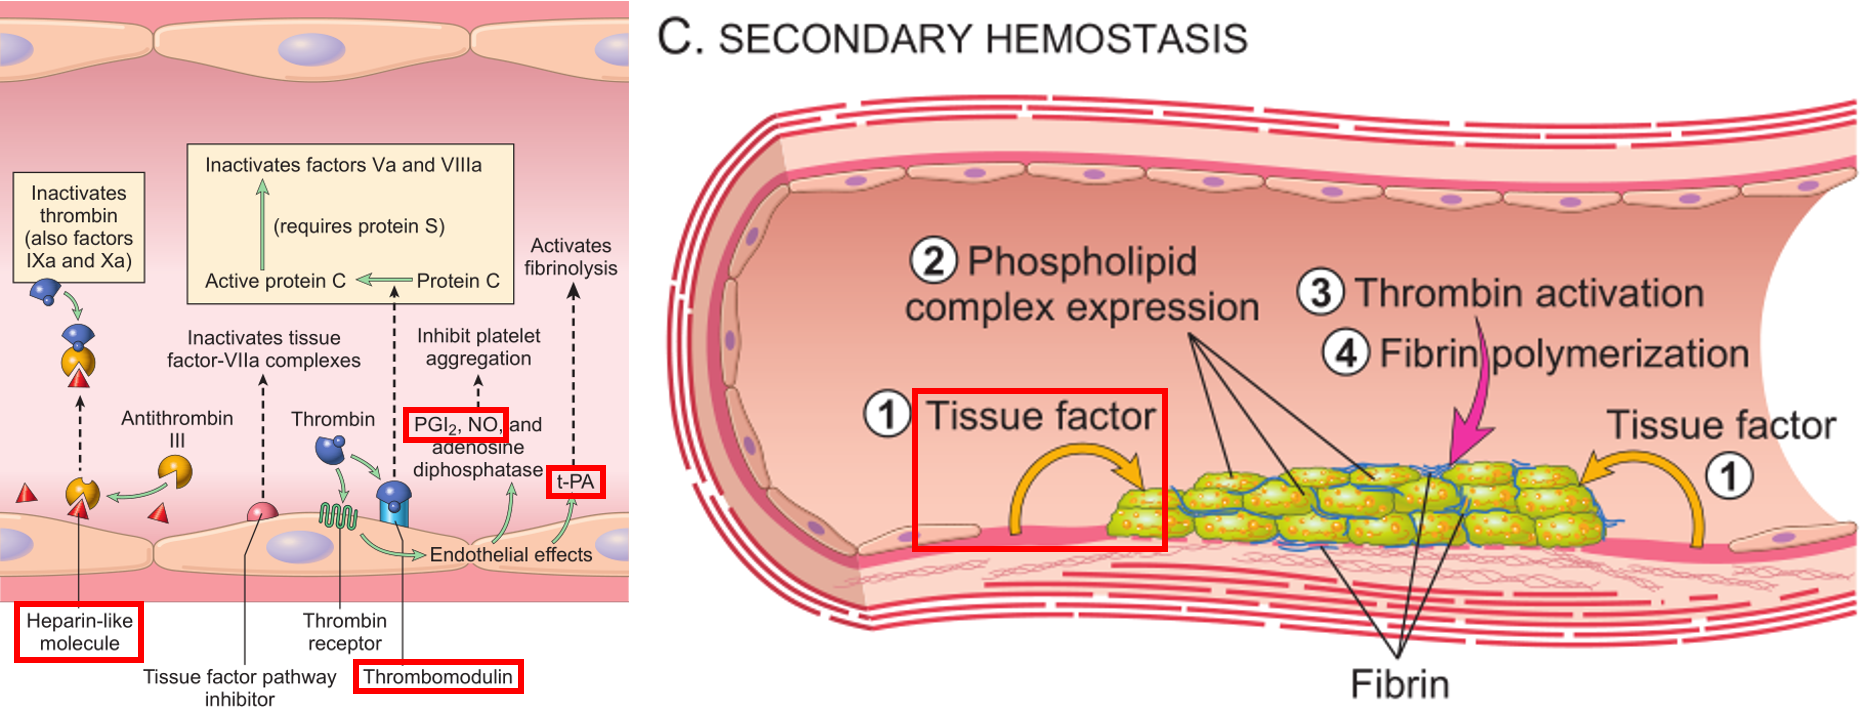 Inactivates
thrombin
(also factors
IXa and Xa)
Inactivates factors Va and VIIIa
(requires protein S)
Active protein C
Protein C
Activates
fibrinolysis
Inactivates tissue
factor-VIIa complexes
Inhibit platelet
aggregation
Antithrombin
III
Thrombin
PGI₂, NO, and
adenosine
diphosphatase
t-PA
Endothelial effects
Heparin-like
molecule
Thrombin
receptor
Tissue factor pathway
inhibitor
Thrombomodulin
C. SECONDARY HEMOSTASIS
2 Phospholipid
complex expression
3 Thrombin activation
4 Fibrin polymerization
1 Tissue factor
Tissue factor
1
Fibrin